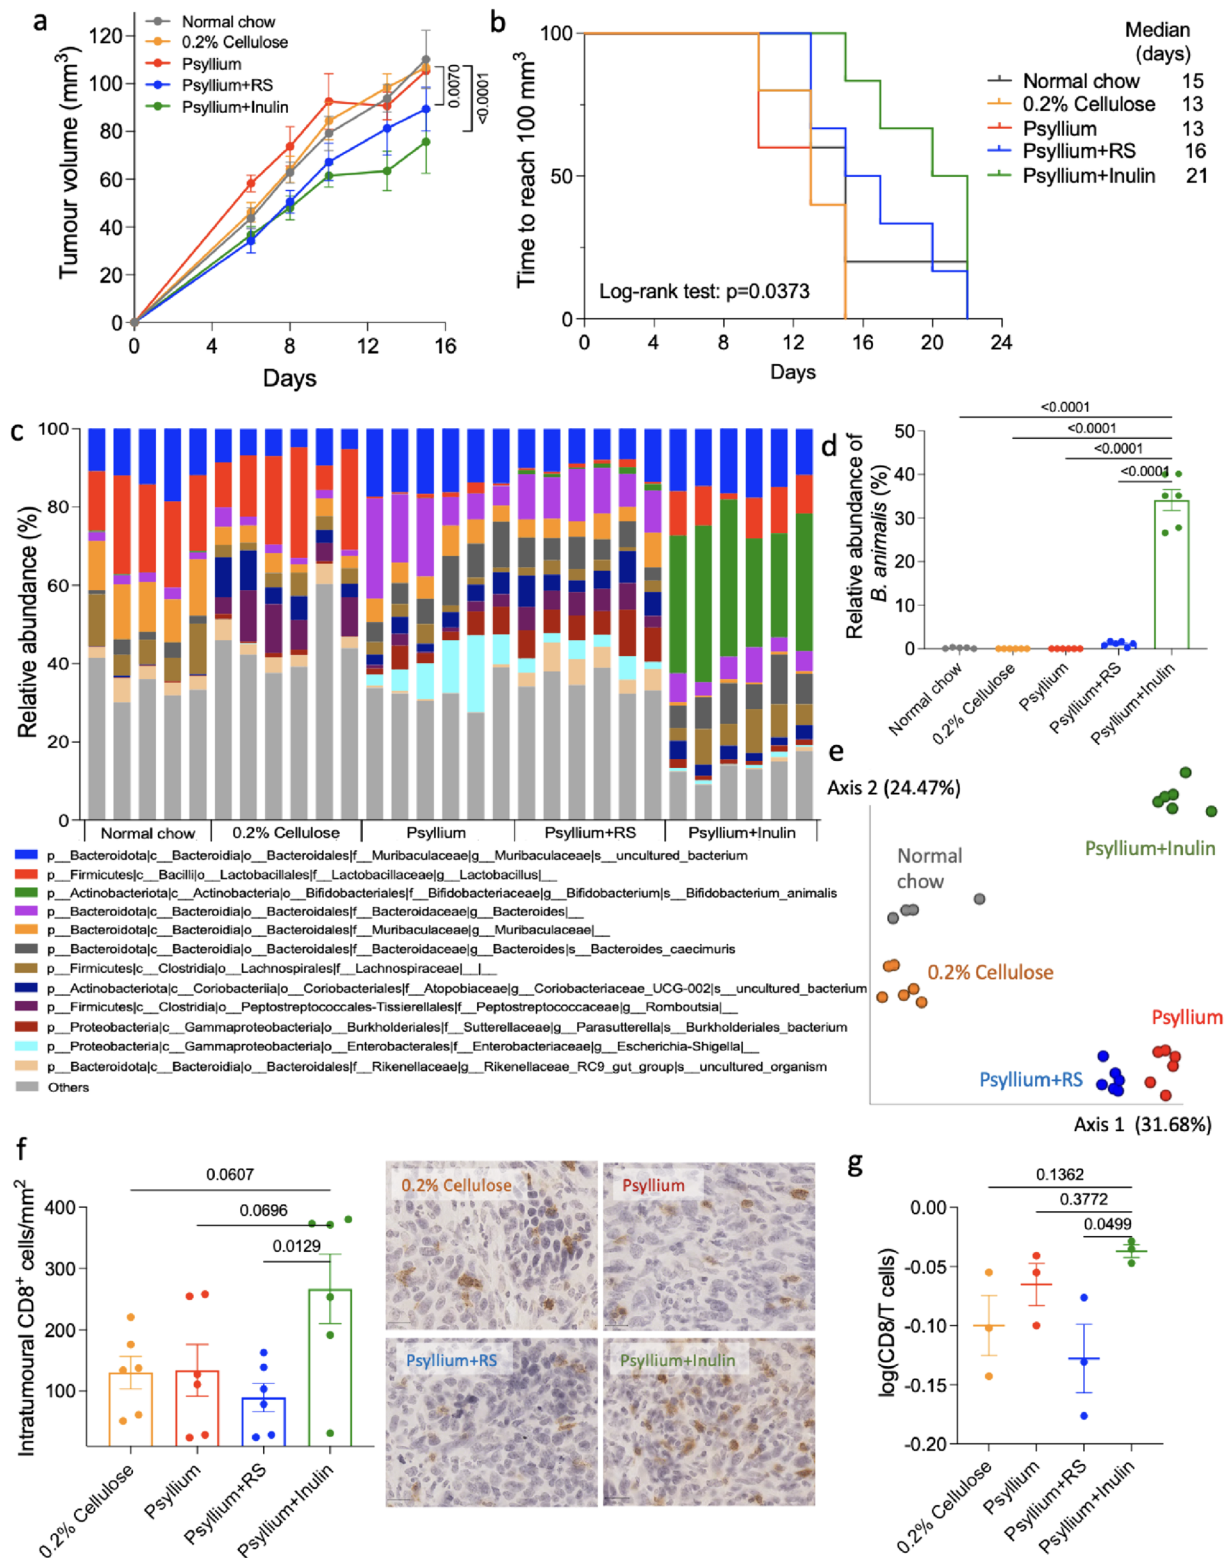 a
Normal chow
0.2% Cellulose
Psyllium
Psyllium+RS
Psyllium+Inulin
Tumour volume (mm3)
120
100
80
60
40
20
0
0 4 8 12 16
Days
0.0070
<0.0001
b
Time to reach 100 mm3
100
50
0
Log-rank test: p=0.0373
0 4 8 12 16 20 24
Days
Median
(days)
Normal chow 15
0.2% Cellulose 13
Psyllium 13
Psyllium+RS 16
Psyllium+Inulin 21
c
Relative abundance (%)
100
80
60
40
20
0
Normal chow 0.2% Cellulose Psyllium Psyllium+RS Psyllium+Inulin
p__Bacteroidota|c__Bacteroidia|o__Bacteroidales|f__Muribaculaceae|g__Muribaculaceae|s__uncultured_bacterium
p__Firmicutes|c__Bacilli|o__Lactobacillales|f__Lactobacillaceae|g__Lactobacillus|__
p__Actinobacteriota|c__Actinobacteria|o__Bifidobacteriales|f__Bifidobacteriaceae|g__Bifidobacterium|s__Bifidobacterium_animalis
p__Bacteroidota|c__Bacteroidia|o__Bacteroidales|f__Bacteroidaceae|g__Bacteroides|__
p__Bacteroidota|c__Bacteroidia|o__Bacteroidales|f__Muribaculaceae|g__Muribaculaceae|__
p__Bacteroidota|c__Bacteroidia|o__Bacteroidales|f__Bacteroidaceae|g__Bacteroides|s__Bacteroides_caecimuris
p__Firmicutes|c__Clostridia|o__Lachnospirales|f__Lachnospiraceae|__|__
p__Actinobacteriota|c__Coriobacteriia|o__Coriobacteriales|f__Atopobiaceae|g__Coriobacteriaceae_UCG-002|s__uncultured_bacterium
p__Firmicutes|c__Clostridia|o__Peptostreptococcales-Tissierellales|f__Peptostreptococcaceae|g__Romboutsia|__
p__Proteobacteria|c__Gammaproteobacteria|o__Burkholderiales|f__Sutterellaceae|g__Parasutterella|s__Burkholderiales_bacterium
p__Proteobacteria|c__Gammaproteobacteria|o__Enterobacterales|f__Enterobacteriaceae|g__Escherichia-Shigella|__
p__Bacteroidota|c__Bacteroidia|o__Bacteroidales|f__Rikenellaceae|g__Rikenellaceae_RC9_gut_group|s__uncultured_organism
Others
d
Relative abundance of
B. animalis (%)
50
40
30
20
10
0
<0.0001
<0.0001
<0.0001
<0.0001
Normal chow
0.2% Cellulose
Psyllium
Psyllium+RS
Psyllium+Inulin
e
Axis 2 (24.47%)
Psyllium+Inulin
Normal
chow
0.2% Cellulose
Psyllium
Psyllium+RS
Axis 1 (31.68%)
f
Intratumoural CD8+ cells/mm2
400
300
200
100
0.0607
0.0696
0.0129
0.2% Cellulose
Psyllium
Psyllium+RS
Psyllium+Inulin
0.2% Cellulose
Psyllium
Psyllium+RS
Psyllium+Inulin
g
log(CD8/T cells)
0.00
-0.05
-0.10
-0.15
-0.20
0.1362
0.3772
0.0499
0.2% Cellulose
Psyllium
Psyllium+RS
Psyllium+Inulin